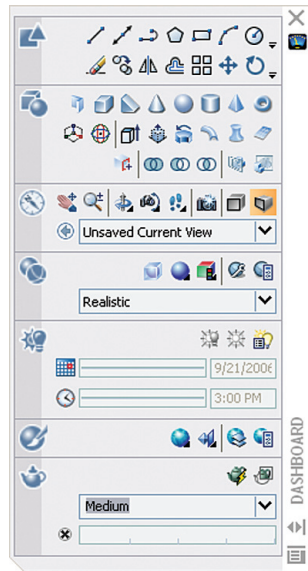 Unsaved Current View
Realistic
9/21/2006
3:00 PM
Medium
DASHBOARD